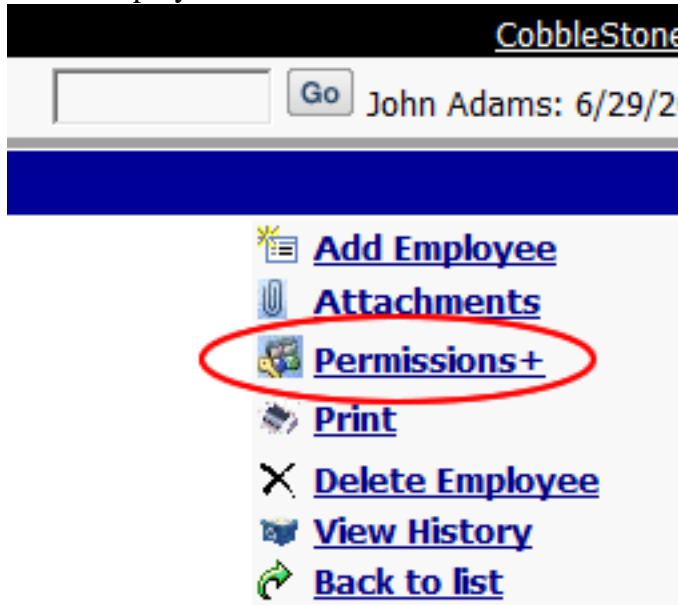 CobbleStone
Go John Adams: 6/29/2
Add Employee
Attachments
Permissions+
Print
Delete Employee
View History
Back to list